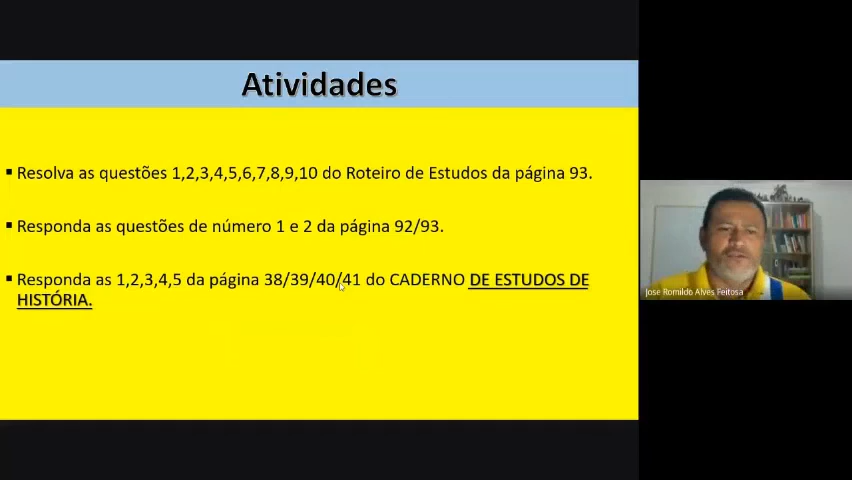 Atividades
▪ Resolva as questões 1,2,3,4,5,6,7,8,9,10 do Roteiro de Estudos da página 93.
▪ Responda as questões de número 1 e 2 da página 92/93.
▪ Responda as 1,2,3,4,5 da página 38/39/40/41 do CADERNO DE ESTUDOS DE
HISTÓRIA.
Jose Romildo Alves Feitosa